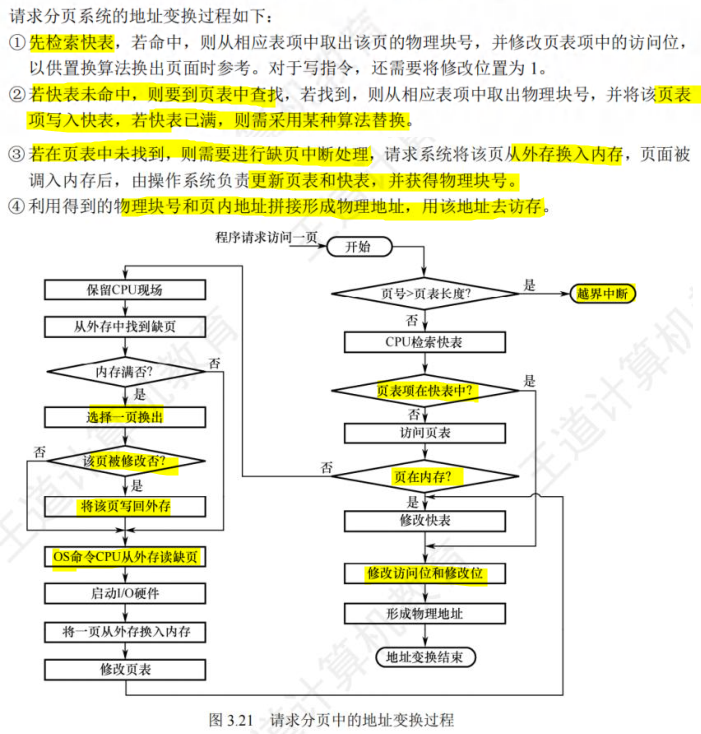 请求分页系统的地址变换过程如下：
① 先检索快表，若命中，则从相应表项中取出该页的物理块号，并修改页表项中的访问位，
以供置换算法换出页面时参考。对于写指令，还需要将修改位置为 1。
② 若快表未命中，则要到页表中查找，若找到，则从相应表项中取出物理块号，并将该页表
项写入快表，若快表已满，则需采用某种算法替换。
③ 若在页表中未找到，则需要进行缺页中断处理，请求系统将该页从外存换入内存，页面被
调入内存后，由操作系统负责更新页表和快表，并获得物理块号。
④ 利用得到的物理块号和页内地址拼接形成物理地址，用该地址去访存。
程序请求访问一页
开始
页号>页表长度?
是
越界中断
否
CPU检索快表
页表项在快表中?
是
否
访问页表
页在内存?
否
是
修改快表
修改访问位和修改位
形成物理地址
地址变换结束
保留CPU现场
从外存中找到缺页
内存满否?
否
是
选择一页换出
该页被修改否?
否
是
将该页写回外存
OS命令CPU从外存读缺页
启动I/O硬件
将一页从外存换入内存
修改页表
图 3.21 请求分页中的地址变换过程
王道计算机教育
王道计算机教育